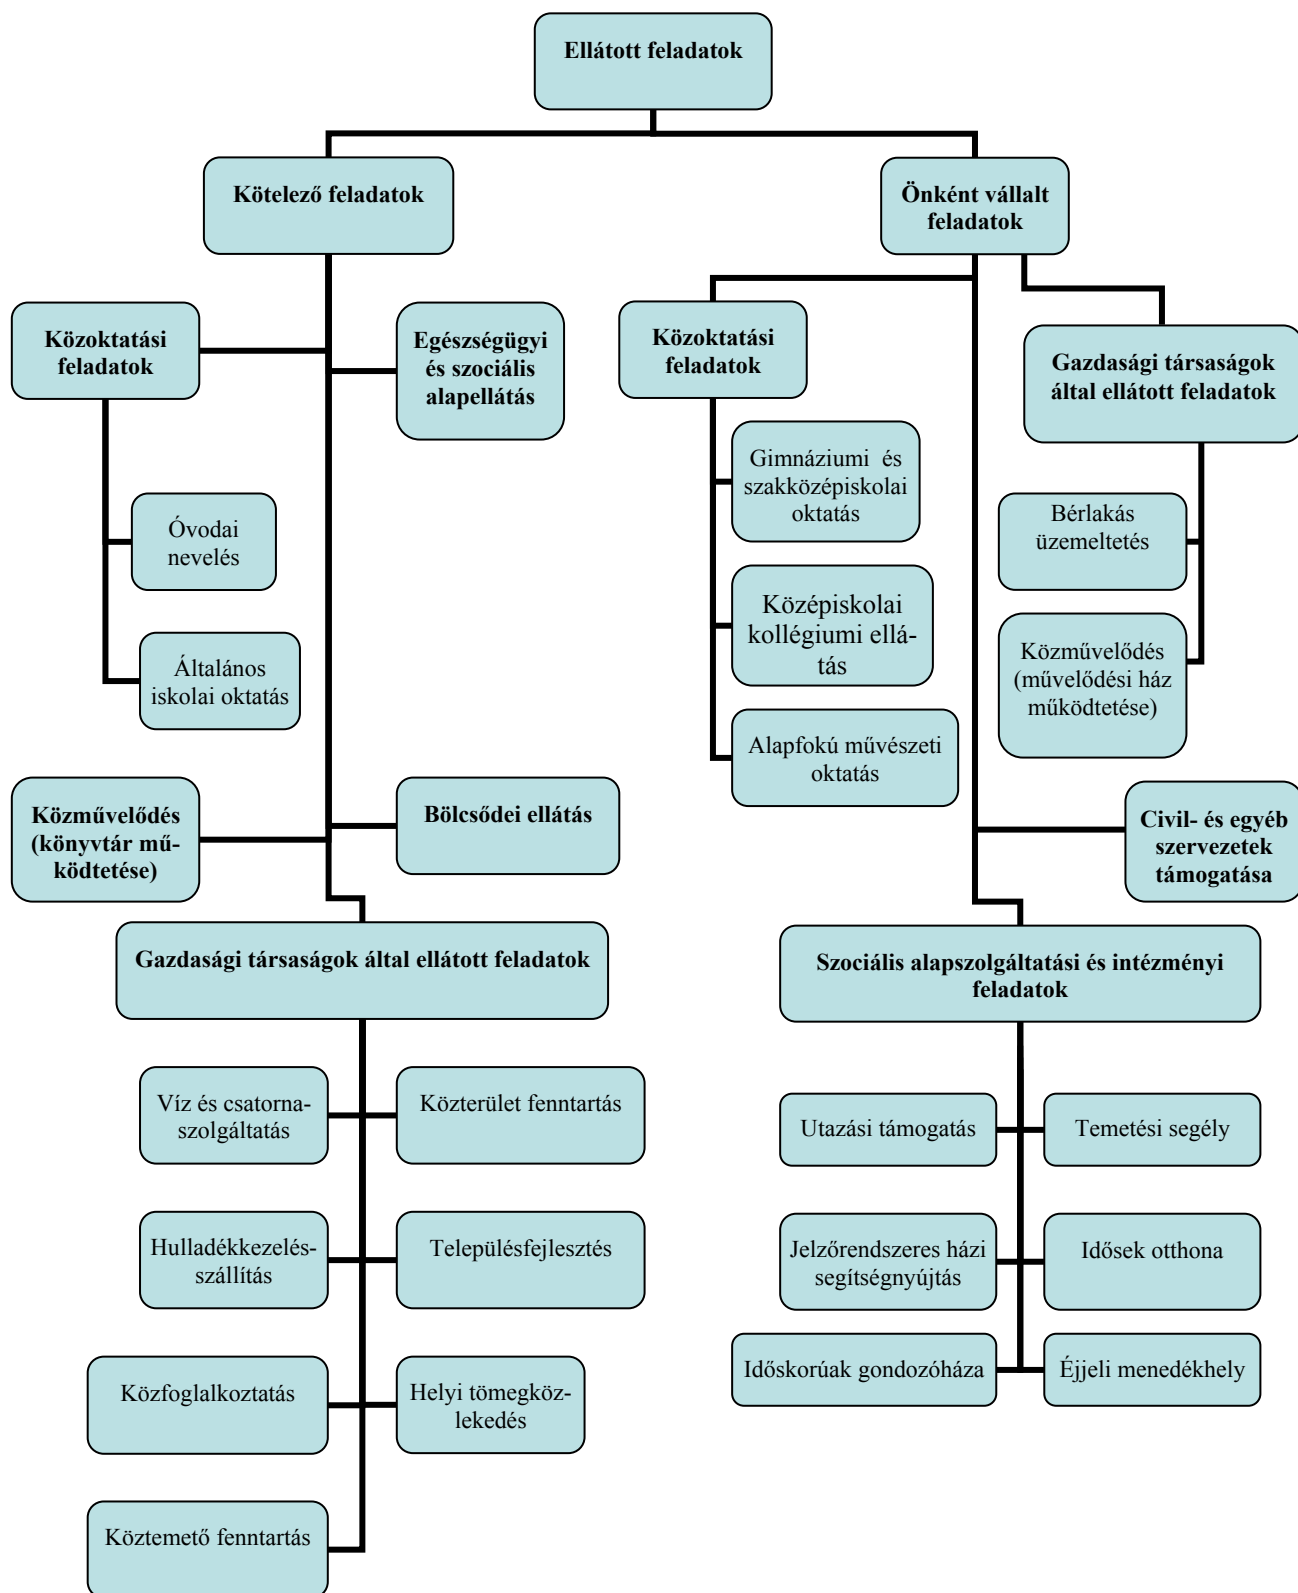 Ellátott feladatok
Kötelező feladatok
Önként vállalt
feladatok
Közoktatási
feladatok
Egészségügyi
és szociális
alapellátás
Közoktatási
feladatok
Gazdasági társaságok
által ellátott feladatok
Gimnáziumi és
szakközépiskolai
oktatás
Óvodai
nevelés
Bérlakás
üzemeltetés
Középiskolai
kollégiumi ellá-
tás
Általános
iskolai oktatás
Közművelődés
(művelődési ház
működtetése)
Alapfokú művészeti
oktatás
Közművelődés
(könyvtár mű-
ködtetése)
Bölcsődei ellátás
Civil- és egyéb
szervezetek
támogatása
Gazdasági társaságok által ellátott feladatok
Szociális alapszolgáltatási és intézményi
feladatok
Víz és csatorna-
szolgáltatás
Közterület fenntartás
Utazási támogatás
Temetési segély
Hulladékkezelés-
szállítás
Településfejlesztés
Jelzőrendszeres házi
segítségnyújtás
Idősek otthona
Közfoglalkoztatás
Helyi tömegköz-
lekedés
Időskorúak gondozóháza
Éjjeli menedékhely
Köztemető fenntartás